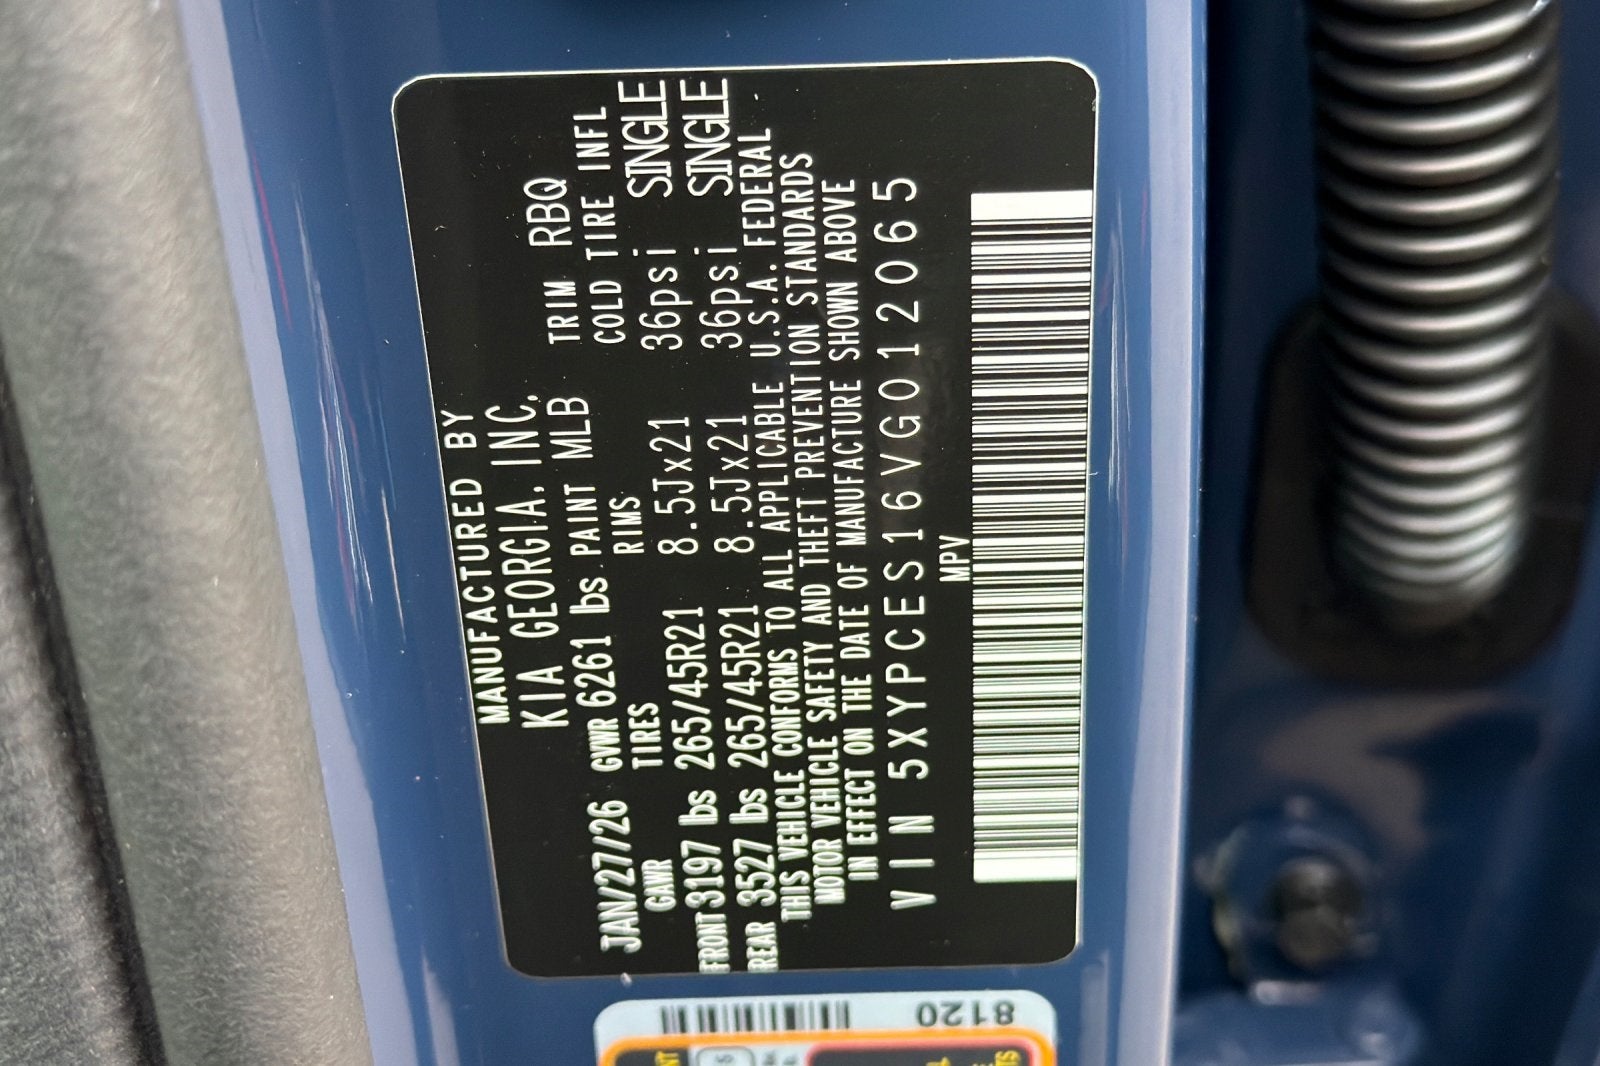 MANUFACTURED BY
KIA GEORGIA, INC.
JAN/27/26 GVWR 6261 lbs PAINT MLB TRIM RBQ
GAWR TIRES RIMS COLD TIRE INFL
FRONT 3197 lbs 265/45R21 8.5Jx21 36psi SINGLE
REAR 3527 lbs 265/45R21 8.5Jx21 36psi SINGLE
THIS VEHICLE CONFORMS TO ALL APPLICABLE U.S.A. FEDERAL
MOTOR VEHICLE SAFETY AND THEFT PREVENTION STANDARDS
IN EFFECT ON THE DATE OF MANUFACTURE SHOWN ABOVE
VIN 5XYPCES16VG012065
MPV
8120